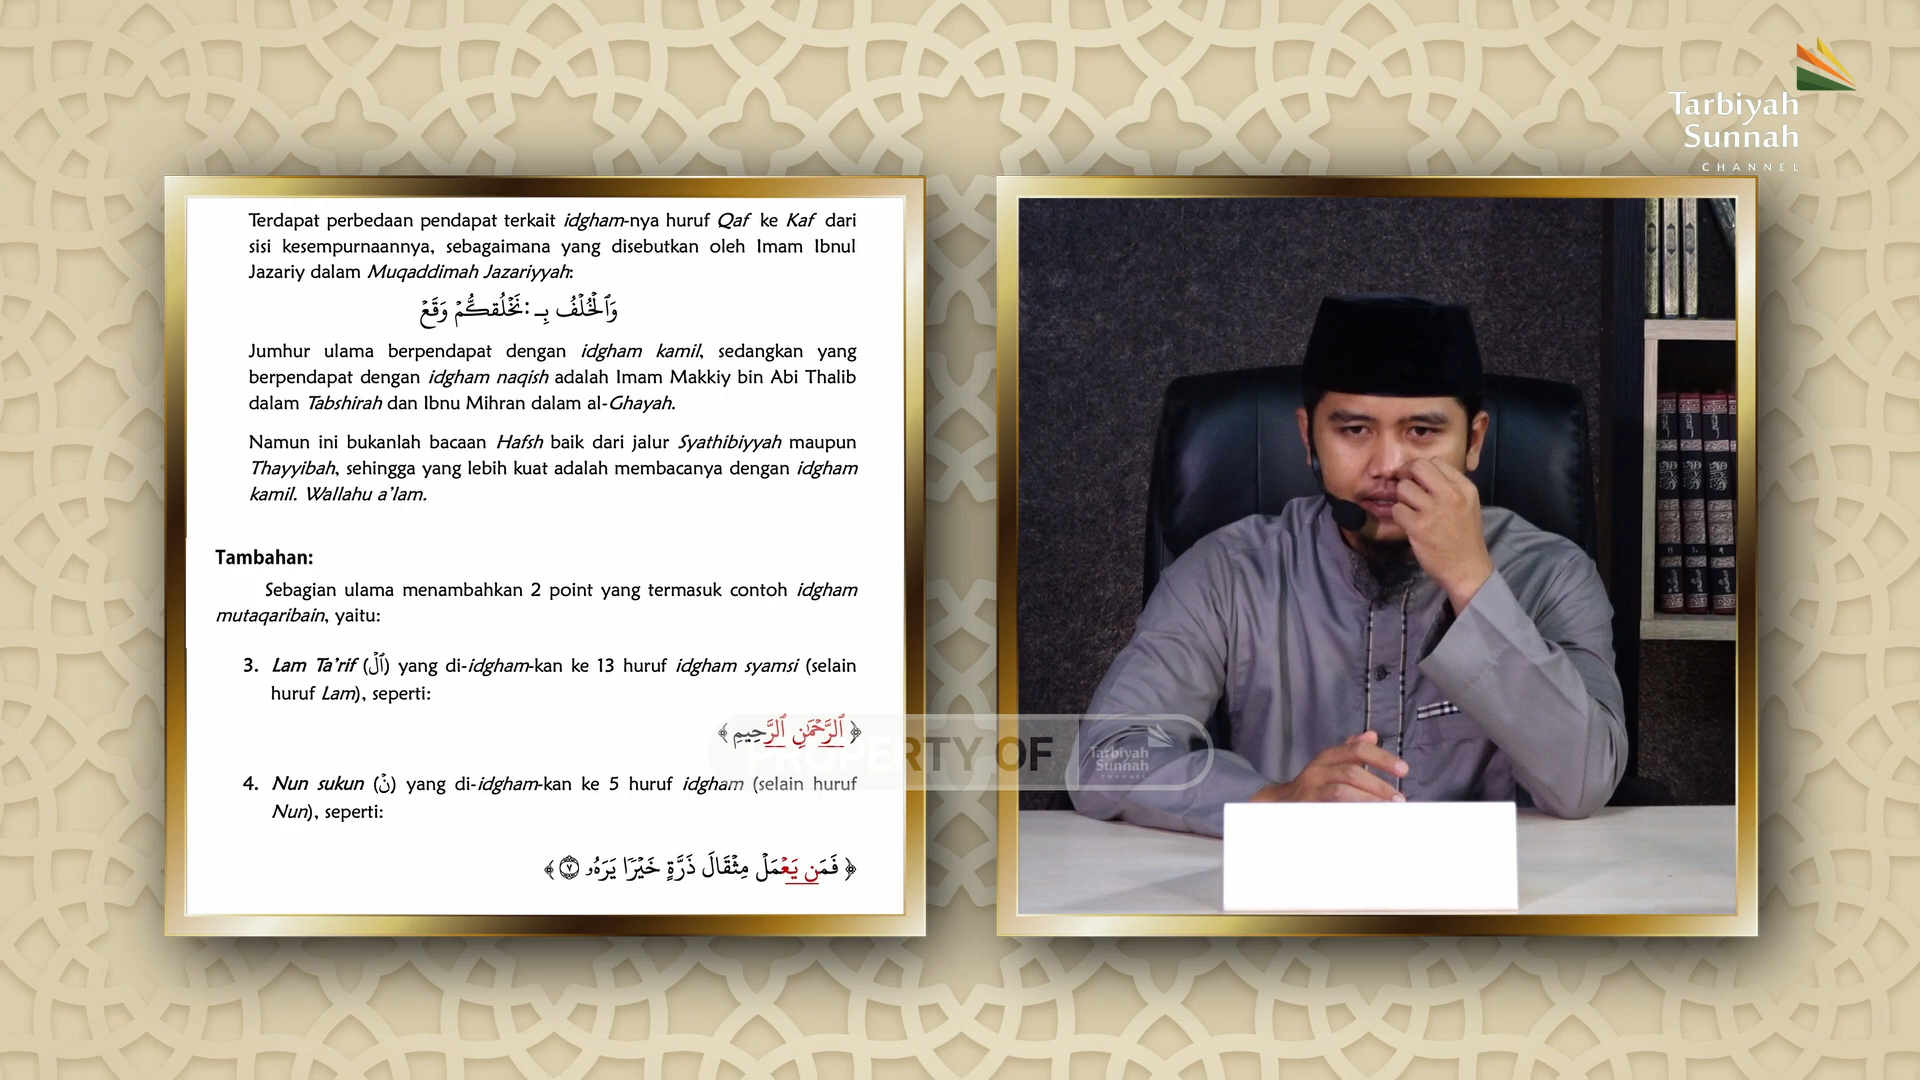 Tarbiyah
Sunnah
CHANNEL
Terdapat perbedaan pendapat terkait idgham-nya huruf Qaf ke Kaf dari
sisi kesempurnaannya, sebagaimana yang disebutkan oleh Imam Ibnul
Jazariy dalam Muqaddimah Jazariyyah:
وَٱلْخُلْفُ بِـ :نَخْلُقكُّمْ وَقَعْ
Jumhur ulama berpendapat dengan idgham kamil, sedangkan yang
berpendapat dengan idgham naqish adalah Imam Makkiy bin Abi Thalib
dalam Tabshirah dan Ibnu Mihran dalam al-Ghayah.
Namun ini bukanlah bacaan Hafsh baik dari jalur Syathibiyyah maupun
Thayyibah, sehingga yang lebih kuat adalah membacanya dengan idgham
kamil. Wallahu a'lam.
Tambahan:
Sebagian ulama menambahkan 2 point yang termasuk contoh idgham
mutaqaribain, yaitu:
3. Lam Ta'rif (ٱلْ) yang di-idgham-kan ke 13 huruf idgham syamsi (selain
huruf Lam), seperti:
﴿ ٱلرَّحْمَٰنِ ٱلرَّحِيمِ ﴾
PROPERTY OF Tarbiyah
Sunnah
CHANNEL
4. Nun sukun (نْ) yang di-idgham-kan ke 5 huruf idgham (selain huruf
Nun), seperti:
﴿ فَمَن يَعْمَلْ مِثْقَالَ ذَرَّةٍ خَيْرًا يَرَهُۥ ٧ ﴾